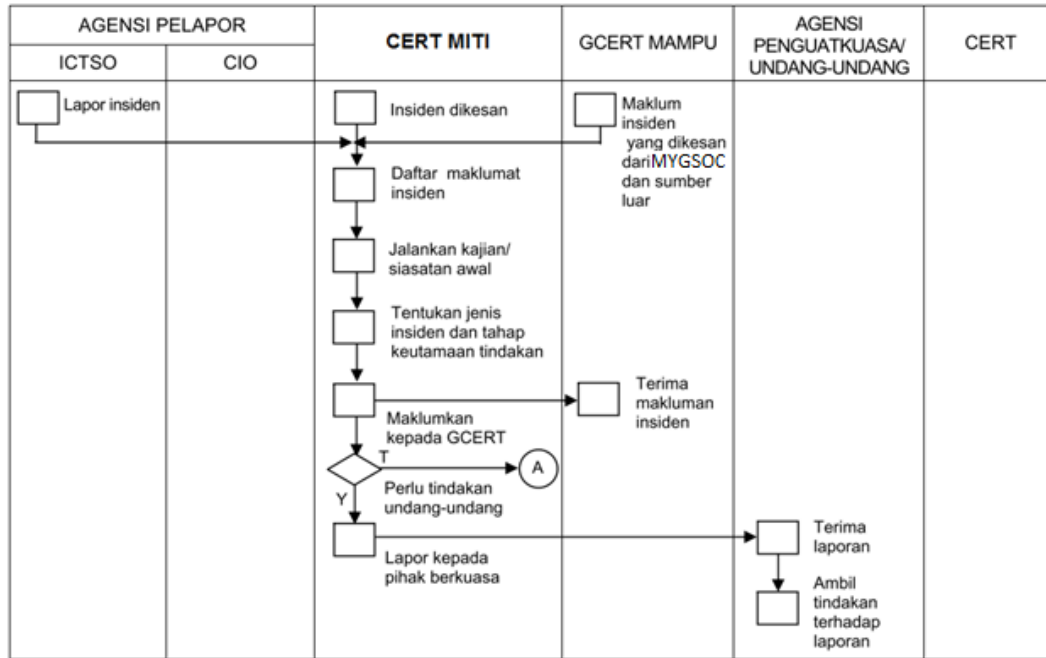 AGENSI PELAPOR
ICTSO
CIO
CERT MITI
GCERT MAMPU
AGENSI
PENGUATKUASA/
UNDANG-UNDANG
CERT
Lapor insiden
Insiden dikesan
Maklum
insiden
yang dikesan
dariMYGSOC
dan sumber
luar
Daftar maklumat
insiden
Jalankan kajian/
siasatan awal
Tentukan jenis
insiden dan tahap
keutamaan tindakan
Maklumkan
kepada GCERT
Terima
makluman
insiden
T
A
Y
Perlu tindakan
undang-undang
Lapor kepada
pihak berkuasa
Terima
laporan
Ambil
tindakan
terhadap
laporan